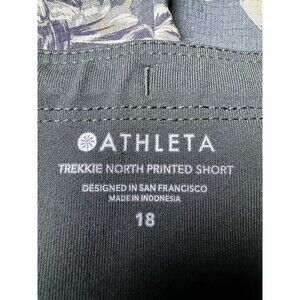 ATHLETA
TREKKIE NORTH PRINTED SHORT
DESIGNED IN SAN FRANCISCO
MADE IN INDONESIA
18